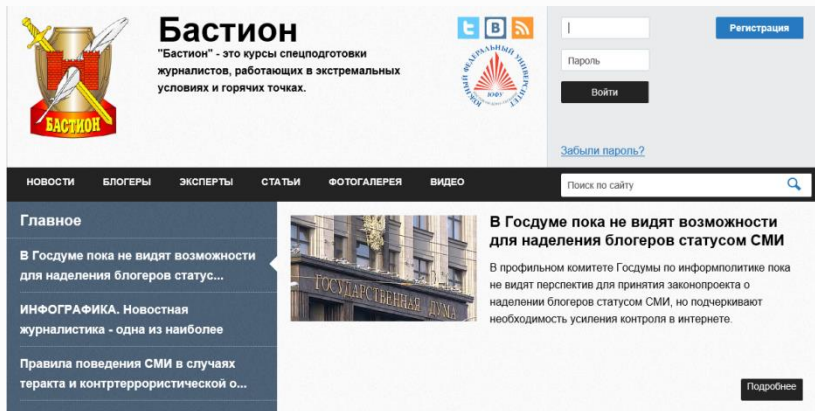 Бастион
"Бастион" - это курсы спецподготовки
журналистов, работающих в экстремальных
условиях и горячих точках.
БАСТИОН
ЮЖНЫЙ ФЕДЕРАЛЬНЫЙ УНИВЕРСИТЕТ
ЮФУ
Регистрация
Пароль
Войти
Забыли пароль?
НОВОСТИ БЛОГЕРЫ ЭКСПЕРТЫ СТАТЬИ ФОТОГАЛЕРЕЯ ВИДЕО
Поиск по сайту
Главное
В Госдуме пока не видят возможности
для наделения блогеров статус...
ИНФОГРАФИКА. Новостная
журналистика - одна из наиболее
Правила поведения СМИ в случаях
теракта и контртеррористической о...
ГОСУДАРСТВЕННАЯ ДУМА
В Госдуме пока не видят возможности
для наделения блогеров статусом СМИ
В профильном комитете Госдумы по информполитике пока
не видят перспектив для принятия законопроекта о
наделении блогеров статусом СМИ, но подчеркивают
необходимость усиления контроля в интернете.
Подробнее